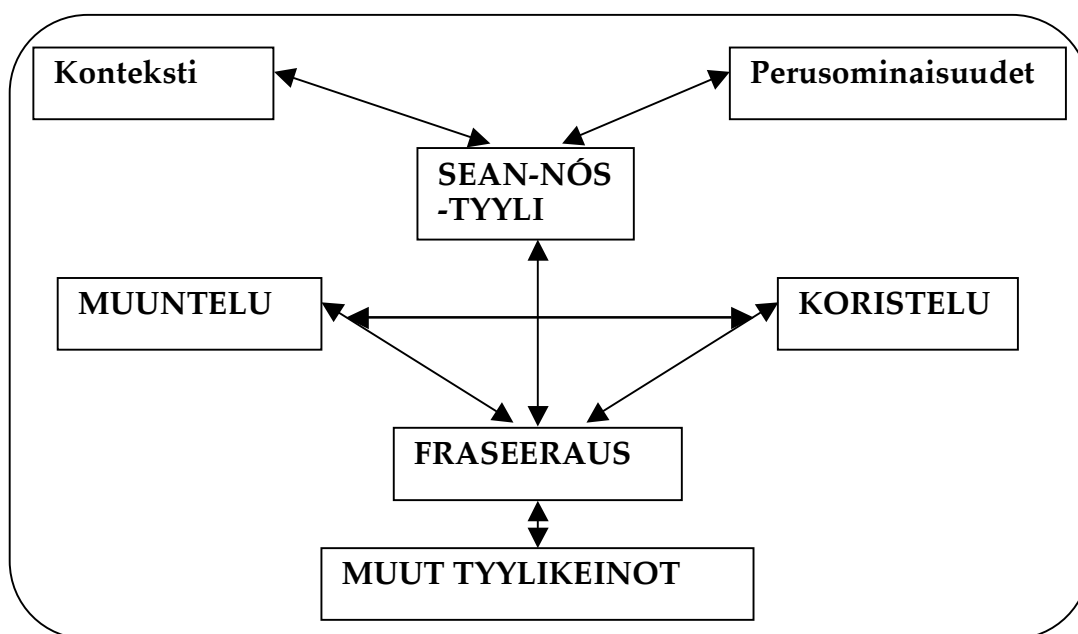 Konteksti
Perusominaisuudet
SEAN-NÓS
-TYYLI
MUUNTELU
KORISTELU
FRASEERAUS
MUUT TYYLIKEINOT